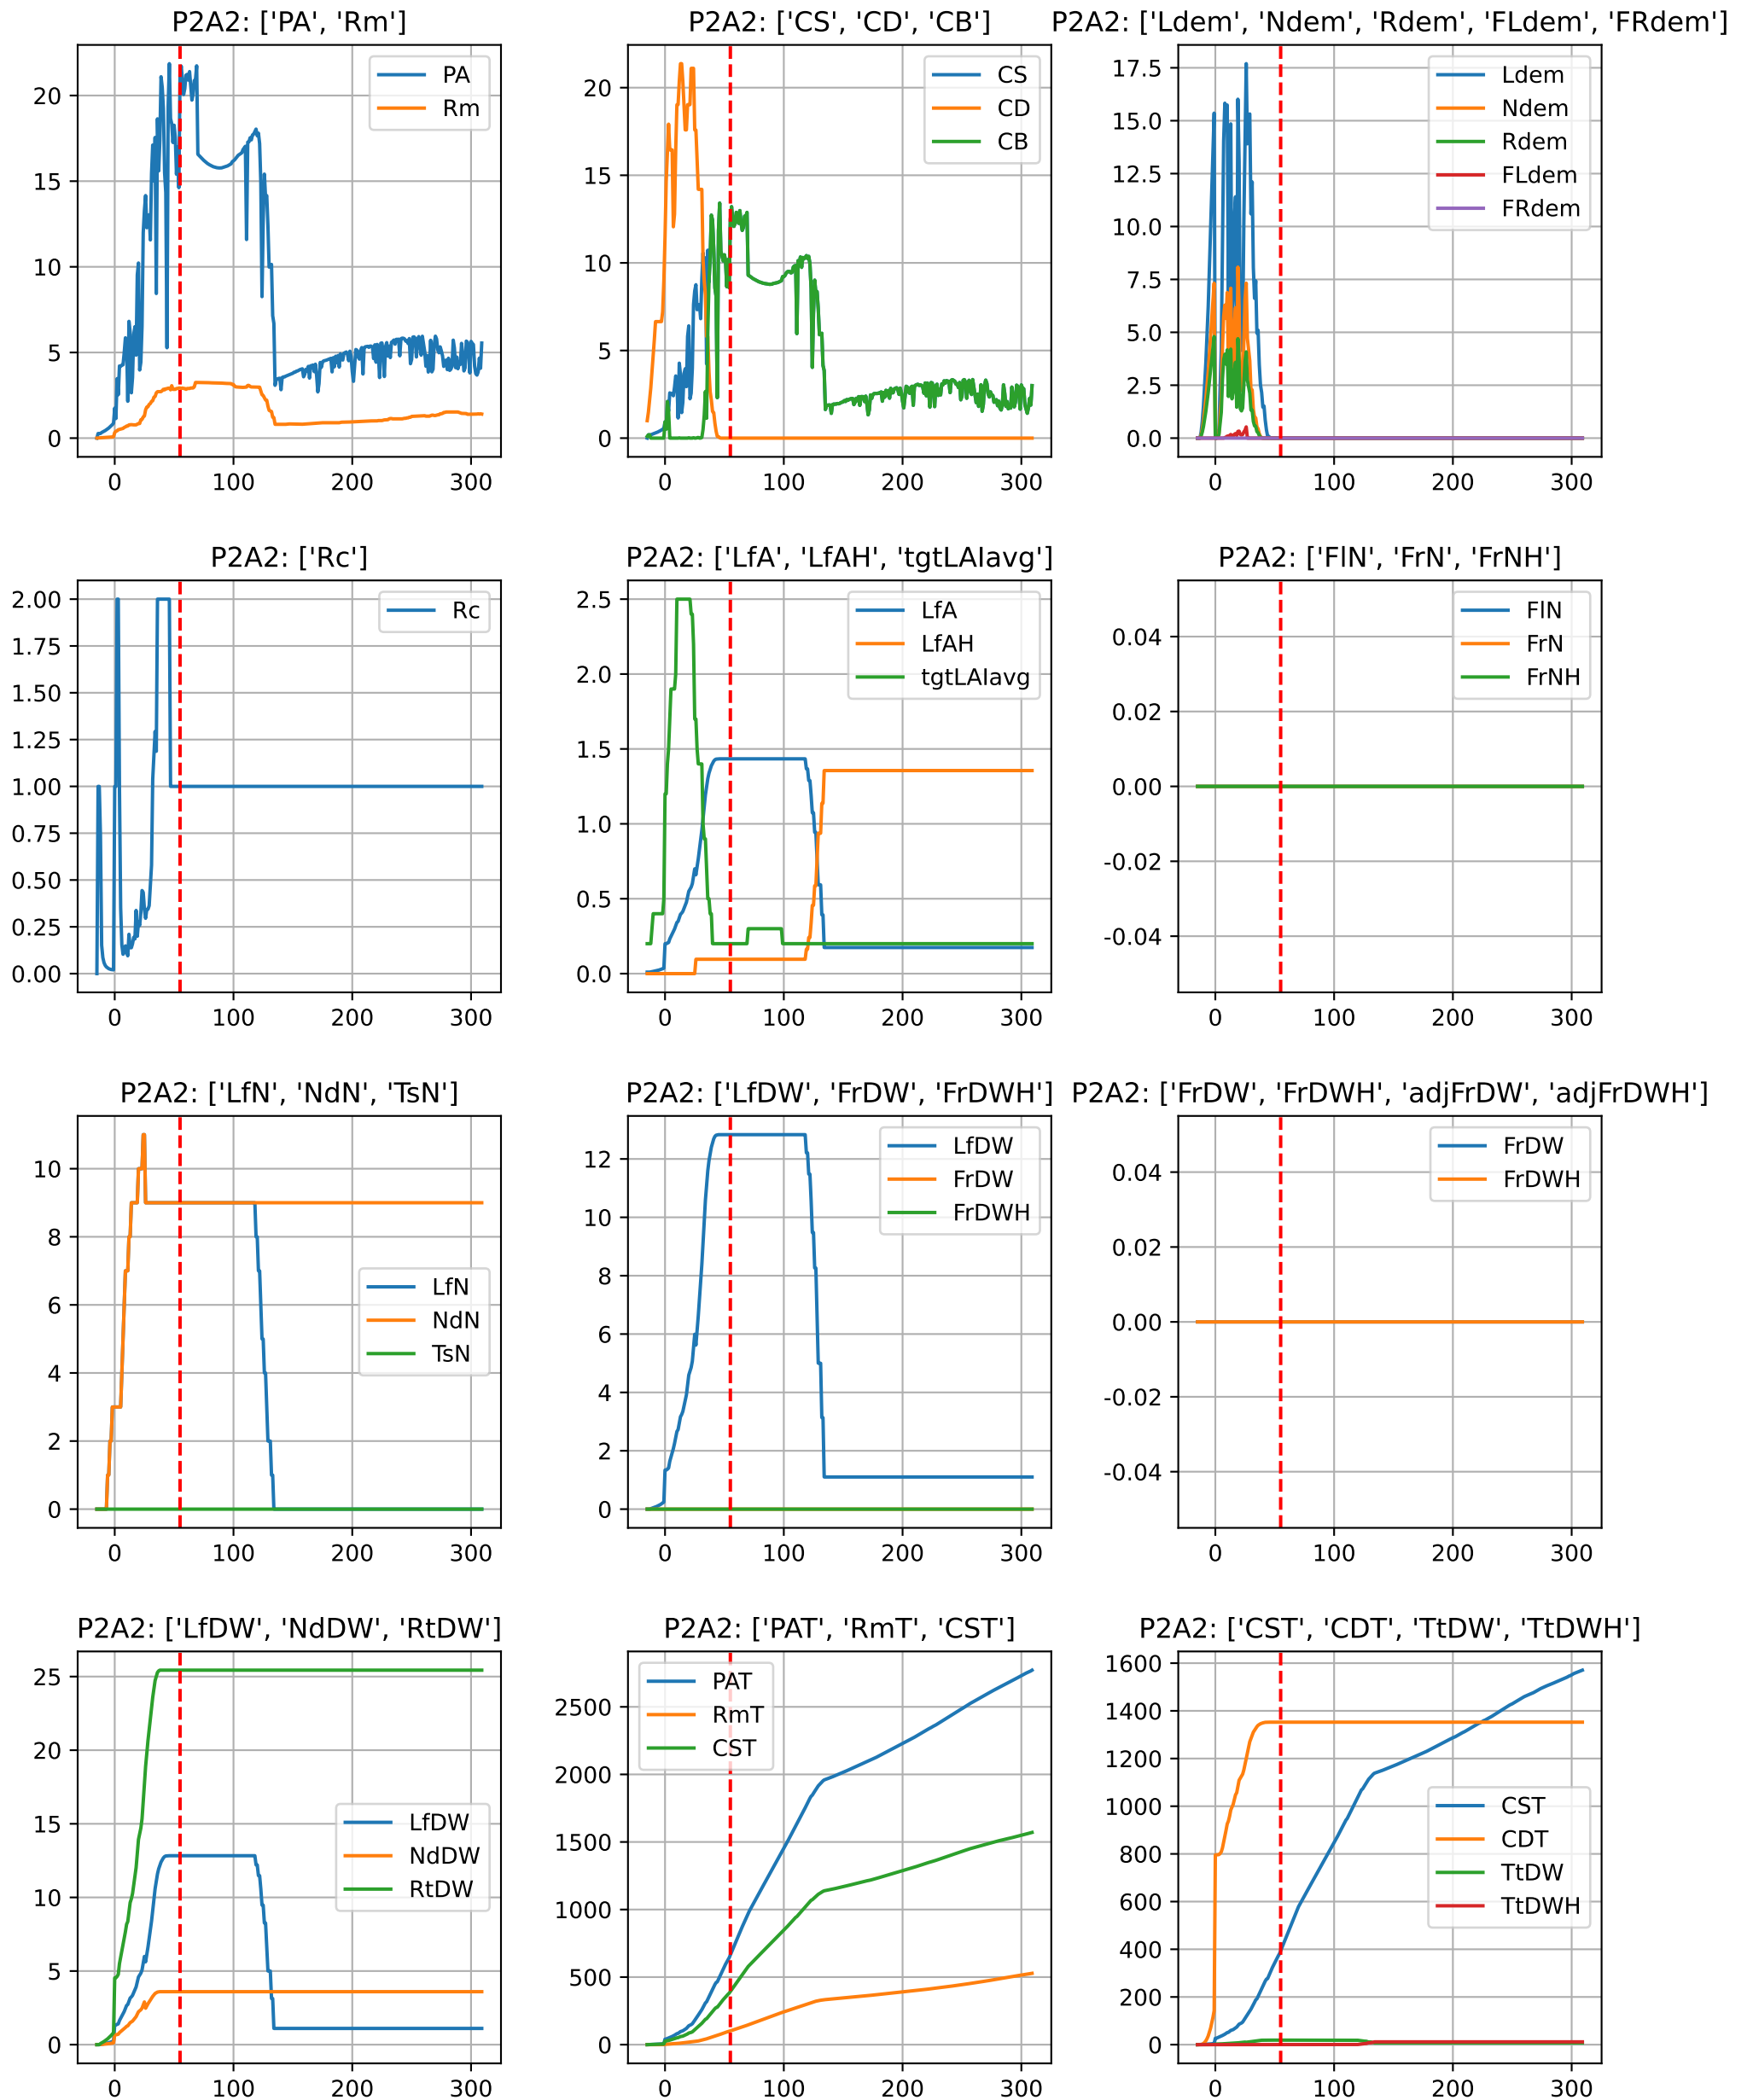 P2A2: ['PA', 'Rm']
P2A2: ['CS', 'CD', 'CB']
P2A2: ['Ldem', 'Ndem', 'Rdem', 'FLdem', 'FRdem']
PA
Rm
20
15
10
5
0
0 100 200 300
CS
CD
CB
20
15
10
5
0
0 100 200 300
Ldem
Ndem
Rdem
FLdem
FRdem
17.5
15.0
12.5
10.0
7.5
5.0
2.5
0.0
0 100 200 300
P2A2: ['Rc']
P2A2: ['LfA', 'LfAH', 'tgtLAIavg']
P2A2: ['FlN', 'FrN', 'FrNH']
Rc
2.00
1.75
1.50
1.25
1.00
0.75
0.50
0.25
0.00
0 100 200 300
LfA
LfAH
tgtLAIavg
2.5
2.0
1.5
1.0
0.5
0.0
0 100 200 300
FlN
FrN
FrNH
0.04
0.02
0.00
-0.02
-0.04
0 100 200 300
P2A2: ['LfN', 'NdN', 'TsN']
P2A2: ['LfDW', 'FrDW', 'FrDWH']
P2A2: ['FrDW', 'FrDWH', 'adjFrDW', 'adjFrDWH']
10
8
6
4
2
0
LfN
NdN
TsN
0 100 200 300
LfDW
FrDW
FrDWH
12
10
8
6
4
2
0
0 100 200 300
FrDW
FrDWH
0.04
0.02
0.00
-0.02
-0.04
0 100 200 300
P2A2: ['LfDW', 'NdDW', 'RtDW']
P2A2: ['PAT', 'RmT', 'CST']
P2A2: ['CST', 'CDT', 'TtDW', 'TtDWH']
25
20
15
10
5
0
LfDW
NdDW
RtDW
0 100 200 300
PAT
RmT
CST
2500
2000
1500
1000
500
0
0 100 200 300
1600
1400
1200
1000
800
600
400
200
0
CST
CDT
TtDW
TtDWH
0 100 200 300